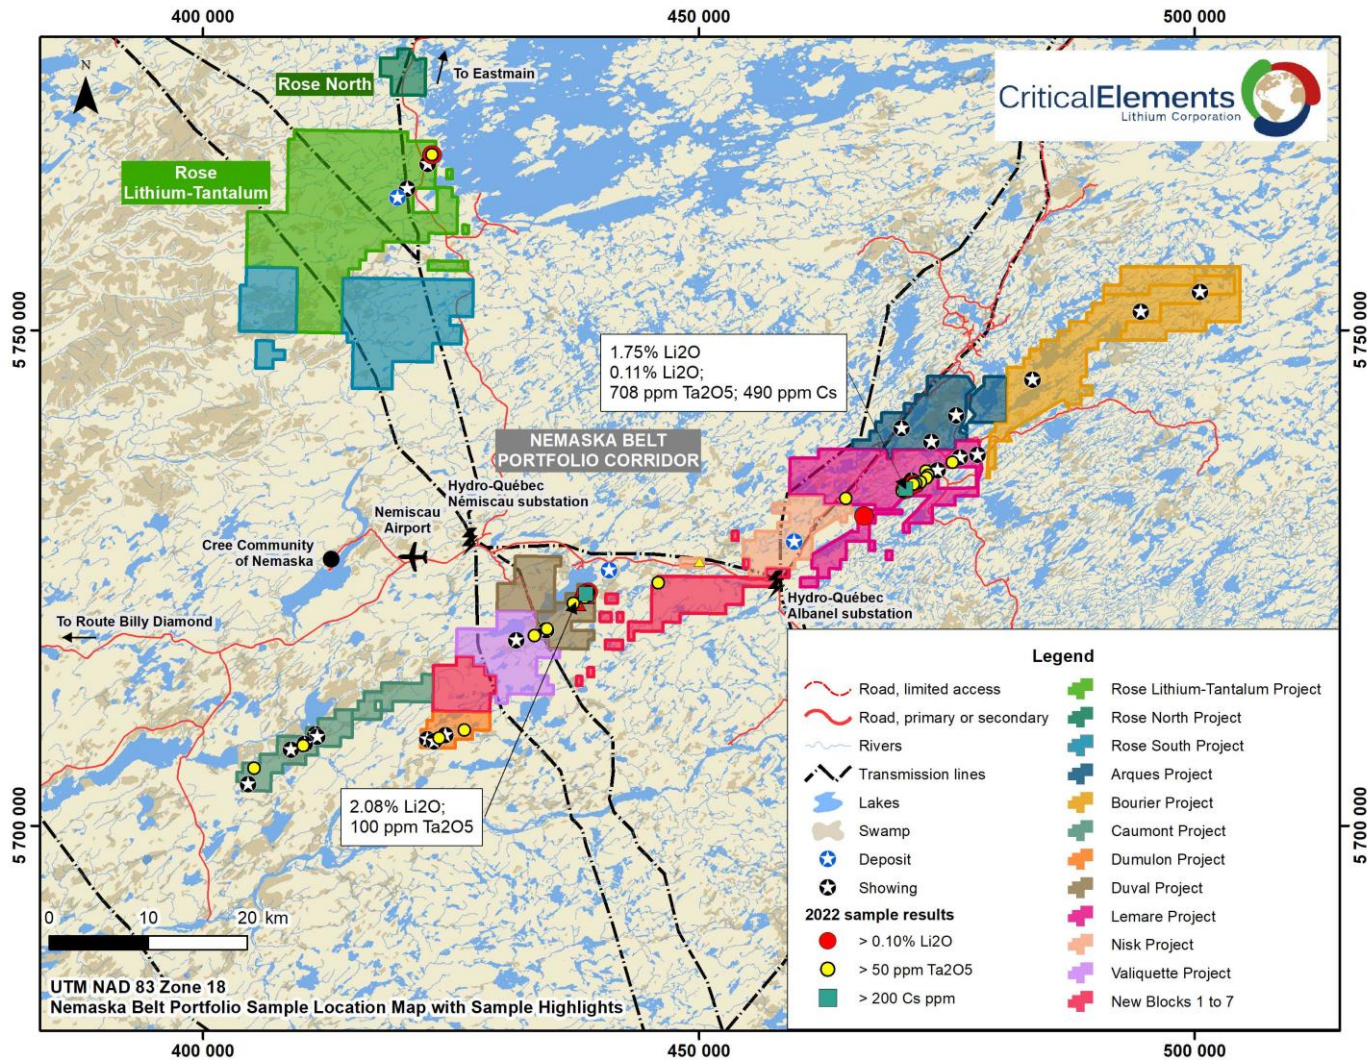 400 000
450 000
500 000
N
Rose North
To Eastmain
CriticalElements
Lithium Corporation
Rose
Lithium-Tantalum
5 750 000
5 750 000
1.75% Li2O
0.11% Li2O;
708 ppm Ta2O5; 490 ppm Cs
NEMASKA BELT
PORTFOLIO CORRIDOR
Hydro-Québec
Némiscau substation
Nemiscau
Airport
Cree Community
of Nemaska
Hydro-Québec
Albanel substation
To Route Billy Diamond
2.08% Li2O;
100 ppm Ta2O5
5 700 000
5 700 000
Legend
Road, limited access
Road, primary or secondary
Rivers
Transmission lines
Lakes
Swamp
Deposit
Showing
2022 sample results
> 0.10% Li2O
> 50 ppm Ta2O5
> 200 Cs ppm
Rose Lithium-Tantalum Project
Rose North Project
Rose South Project
Arques Project
Bourier Project
Caumont Project
Dumulon Project
Duval Project
Lemare Project
Nisk Project
Valiquette Project
New Blocks 1 to 7
0 10 20 km
UTM NAD 83 Zone 18
Nemaska Belt Portfolio Sample Location Map with Sample Highlights
400 000
450 000
500 000